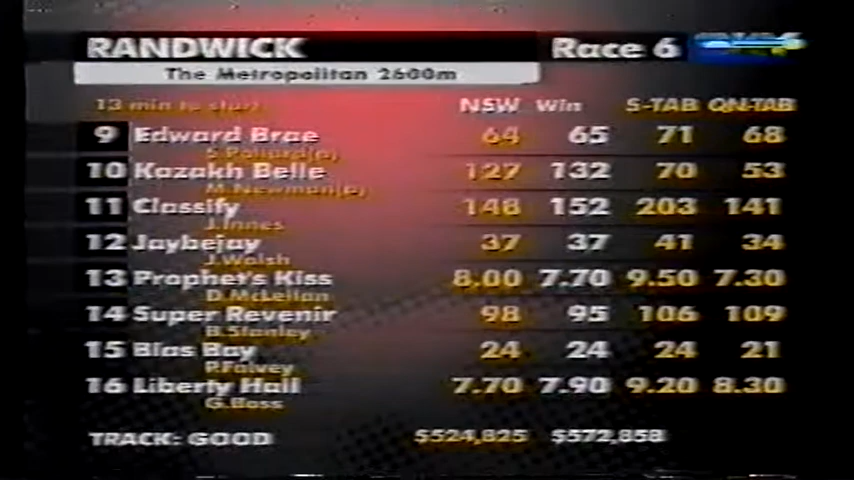 RANDWICK Race 6
The Metropolitan 2600m
13 min to start NSW Win S-TAB QN-TAB
9 Edward Brae 64 65 71 68
S.Pollard(a)
10 Kazakh Belle 127 132 70 53
M.Newman(a)
11 Classify 148 152 203 141
J.Innes
12 Jaybejay 37 37 41 34
J.Walsh
13 Prophet's Kiss 8.00 7.70 9.50 7.30
D.McLellan
14 Super Revenir 98 95 106 109
B.Stanley
15 Blas Bay 24 24 24 21
P.Falvey
16 Liberty Hall 7.70 7.90 9.20 8.30
G.Boss
TRACK: GOOD $524,825 $572,858